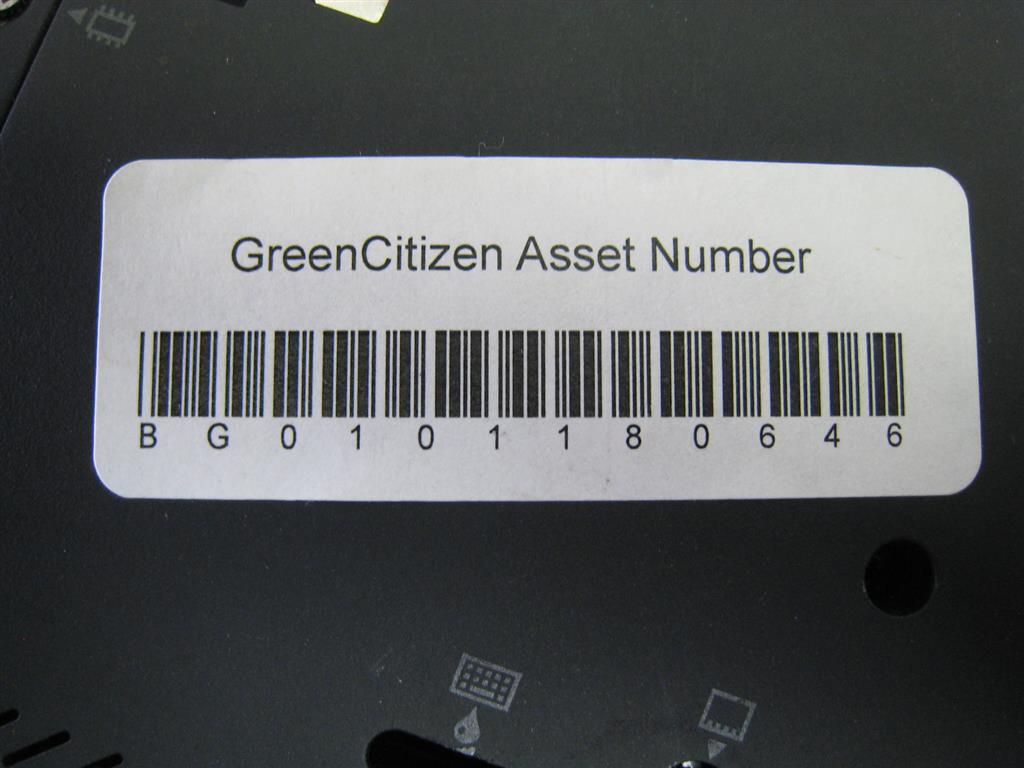 GreenCitizen Asset Number
B G 0 1 0 1 1 8 0 6 4 6